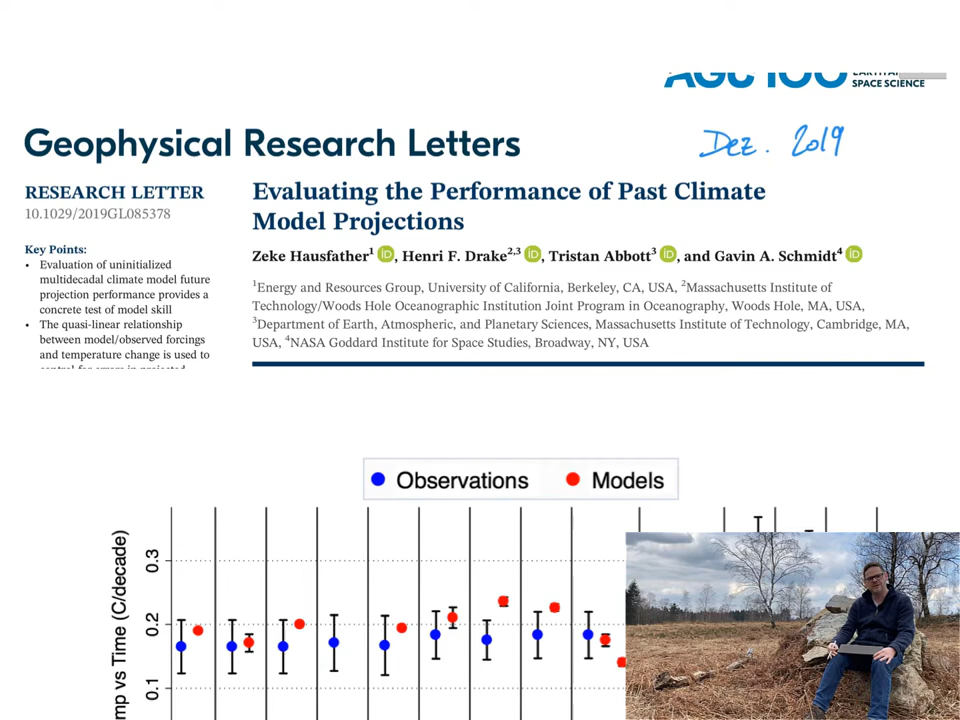 SPACE SCIENCE
Geophysical Research Letters
Dez. 2019
RESEARCH LETTER
10.1029/2019GL085378
Key Points:
• Evaluation of uninitialized
multidecadal climate model future
projection performance provides a
concrete test of model skill
• The quasi-linear relationship
between model/observed forcings
and temperature change is used to
Evaluating the Performance of Past Climate
Model Projections
Zeke Hausfather1 iD, Henri F. Drake2,3 iD, Tristan Abbott3 iD, and Gavin A. Schmidt4 iD
1Energy and Resources Group, University of California, Berkeley, CA, USA, 2Massachusetts Institute of
Technology/Woods Hole Oceanographic Institution Joint Program in Oceanography, Woods Hole, MA, USA,
3Department of Earth, Atmospheric, and Planetary Sciences, Massachusetts Institute of Technology, Cambridge, MA,
USA, 4NASA Goddard Institute for Space Studies, Broadway, NY, USA
Observations
Models
mp vs Time (C/decade)
0.3
0.2
0.1